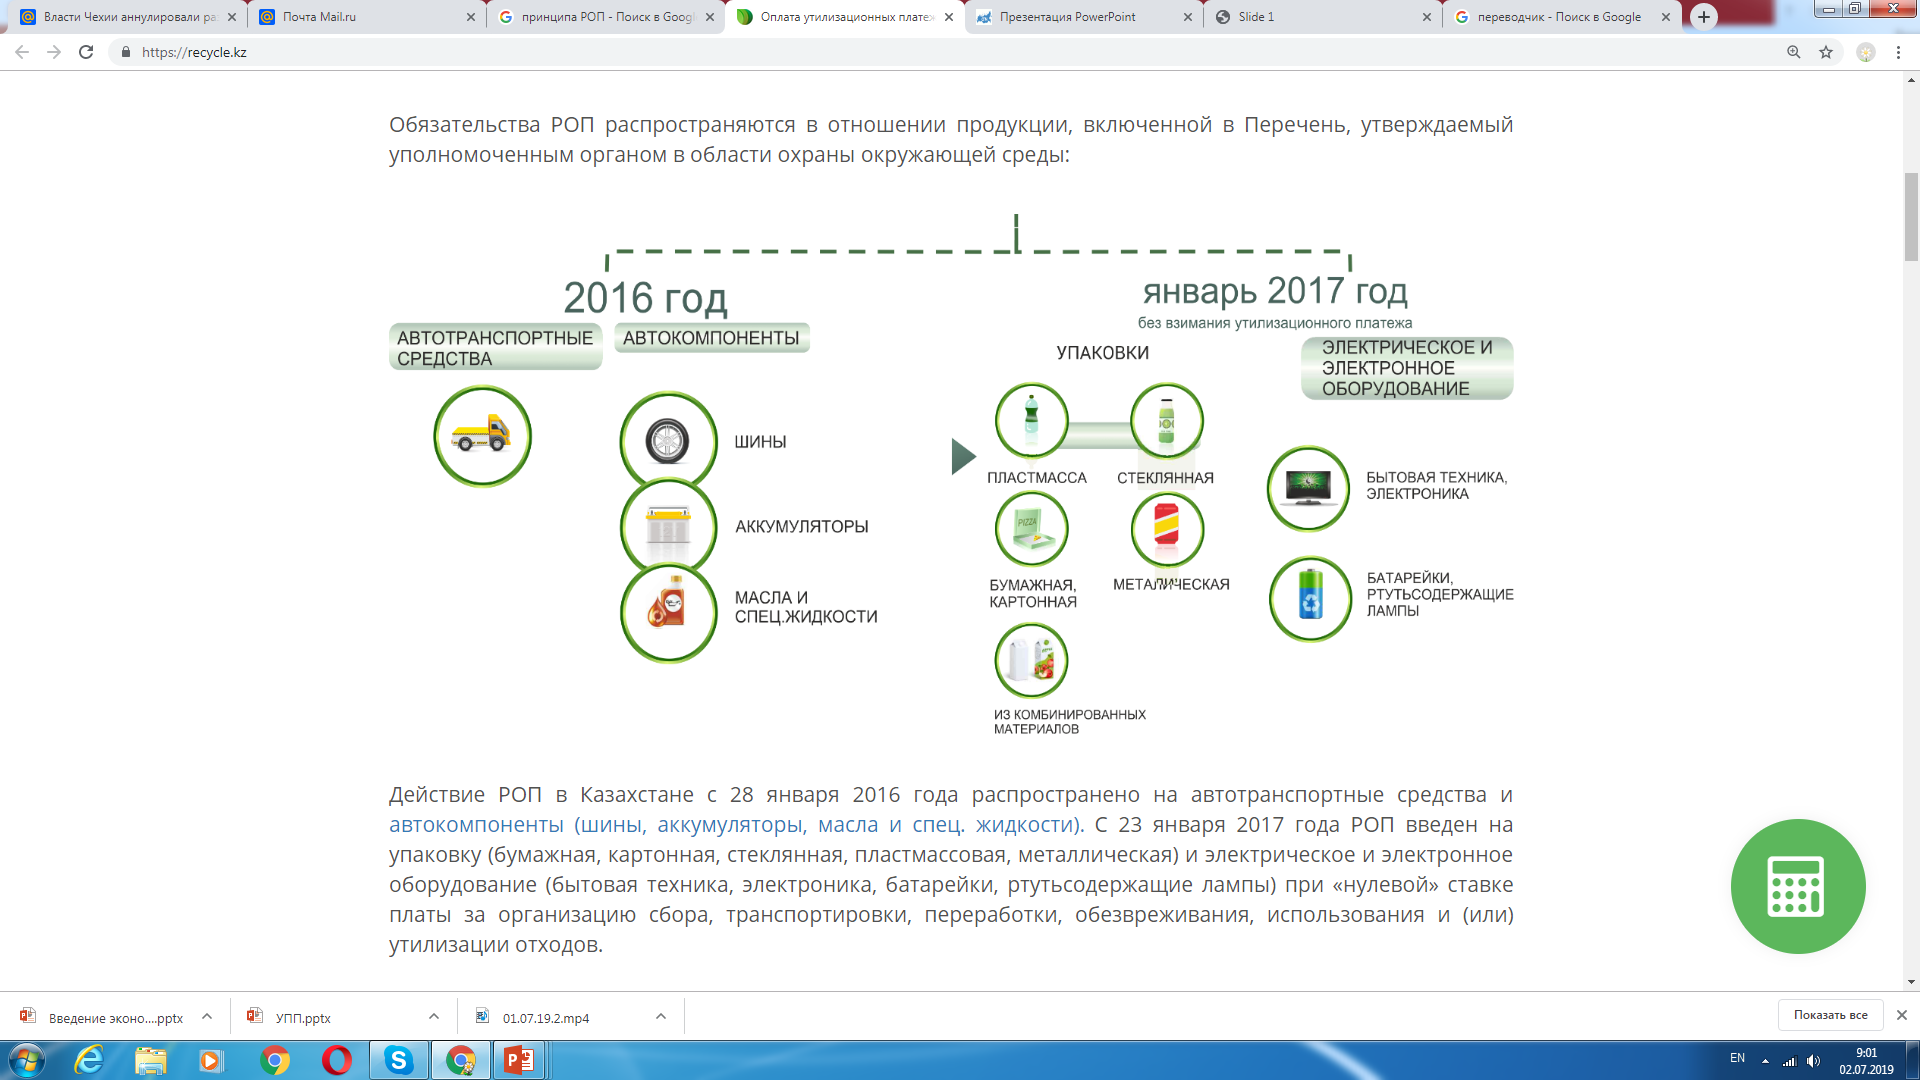 Власти Чехии аннулировали ра
Почта Mail.ru
принципа РОП - Поиск в Googl
Оплата утилизационных платеж
Презентация PowerPoint
Slide 1
переводчик - Поиск в Google
https://recycle.kz
Обязательства РОП распространяются в отношении продукции, включенной в Перечень, утверждаемый
уполномоченным органом в области охраны окружающей среды:
2016 год
январь 2017 год
без взимания утилизационного платежа
АВТОТРАНСПОРТНЫЕ
СРЕДСТВА
АВТОКОМПОНЕНТЫ
УПАКОВКИ
ЭЛЕКТРИЧЕСКОЕ И
ЭЛЕКТРОННОЕ
ОБОРУДОВАНИЕ
ШИНЫ
АККУМУЛЯТОРЫ
МАСЛА И
СПЕЦ.ЖИДКОСТИ
ПЛАСТМАССА
СТЕКЛЯННАЯ
PIZZA
БУМАЖНАЯ,
КАРТОННАЯ
МЕТАЛИЧЕСКАЯ
ИЗ КОМБИНИРОВАННЫХ
МАТЕРИАЛОВ
БЫТОВАЯ ТЕХНИКА,
ЭЛЕКТРОНИКА
БАТАРЕЙКИ,
РТУТЬСОДЕРЖАЩИЕ
ЛАМПЫ
Действие РОП в Казахстане с 28 января 2016 года распространено на автотранспортные средства и
автокомпоненты (шины, аккумуляторы, масла и спец. жидкости). С 23 января 2017 года РОП введен на
упаковку (бумажная, картонная, стеклянная, пластмассовая, металлическая) и электрическое и электронное
оборудование (бытовая техника, электроника, батарейки, ртутьсодержащие лампы) при «нулевой» ставке
платы за организацию сбора, транспортировки, переработки, обезвреживания, использования и (или)
утилизации отходов.
Введение эконо....pptx
УПП.pptx
01.07.19.2.mp4
Показать все
EN
9:01
02.07.2019